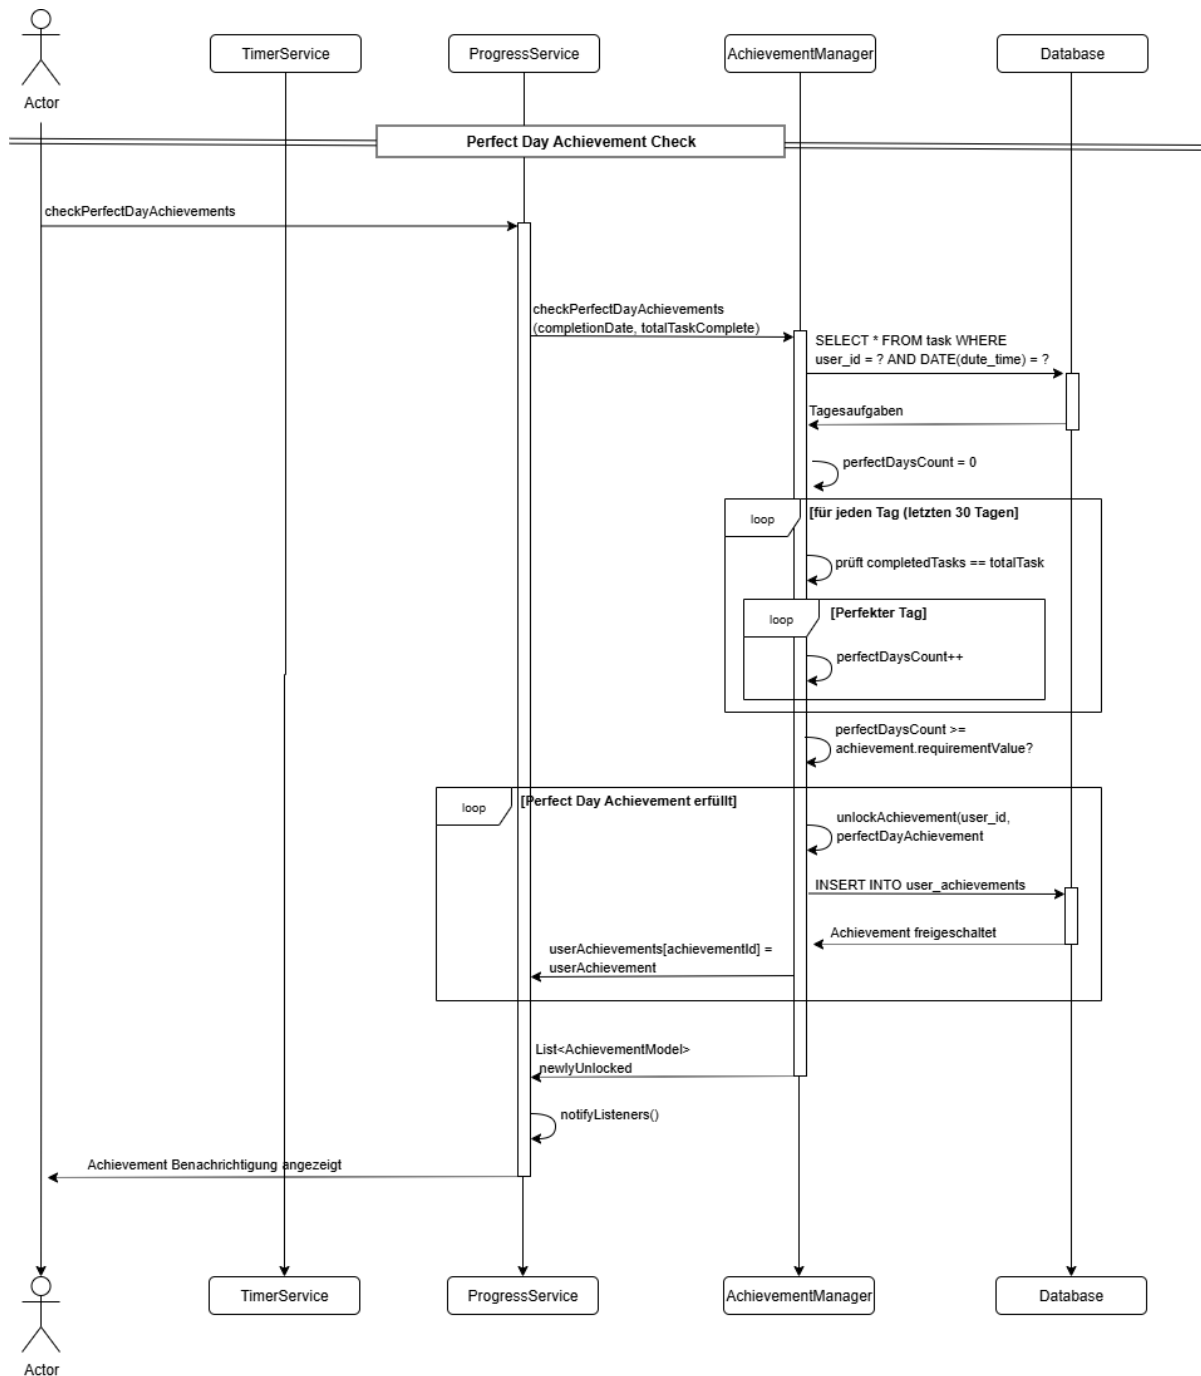 Actor
TimerService
ProgressService
AchievementManager
Database
Perfect Day Achievement Check
checkPerfectDayAchievements
checkPerfectDayAchievements
(completionDate, totalTaskComplete)
SELECT * FROM task WHERE
user_id = ? AND DATE(dute_time) = ?
Tagesaufgaben
perfectDaysCount = 0
loop
[für jeden Tag (letzten 30 Tagen]
prüft completedTasks == totalTask
loop
[Perfekter Tag]
perfectDaysCount++
perfectDaysCount >=
achievement.requirementValue?
loop
[Perfect Day Achievement erfüllt]
unlockAchievement(user_id,
perfectDayAchievement
INSERT INTO user_achievements
Achievement freigeschaltet
userAchievements[achievementId] =
userAchievement
List<AchievementModel>
newlyUnlocked
notifyListeners()
Achievement Benachrichtigung angezeigt
TimerService
ProgressService
AchievementManager
Database
Actor